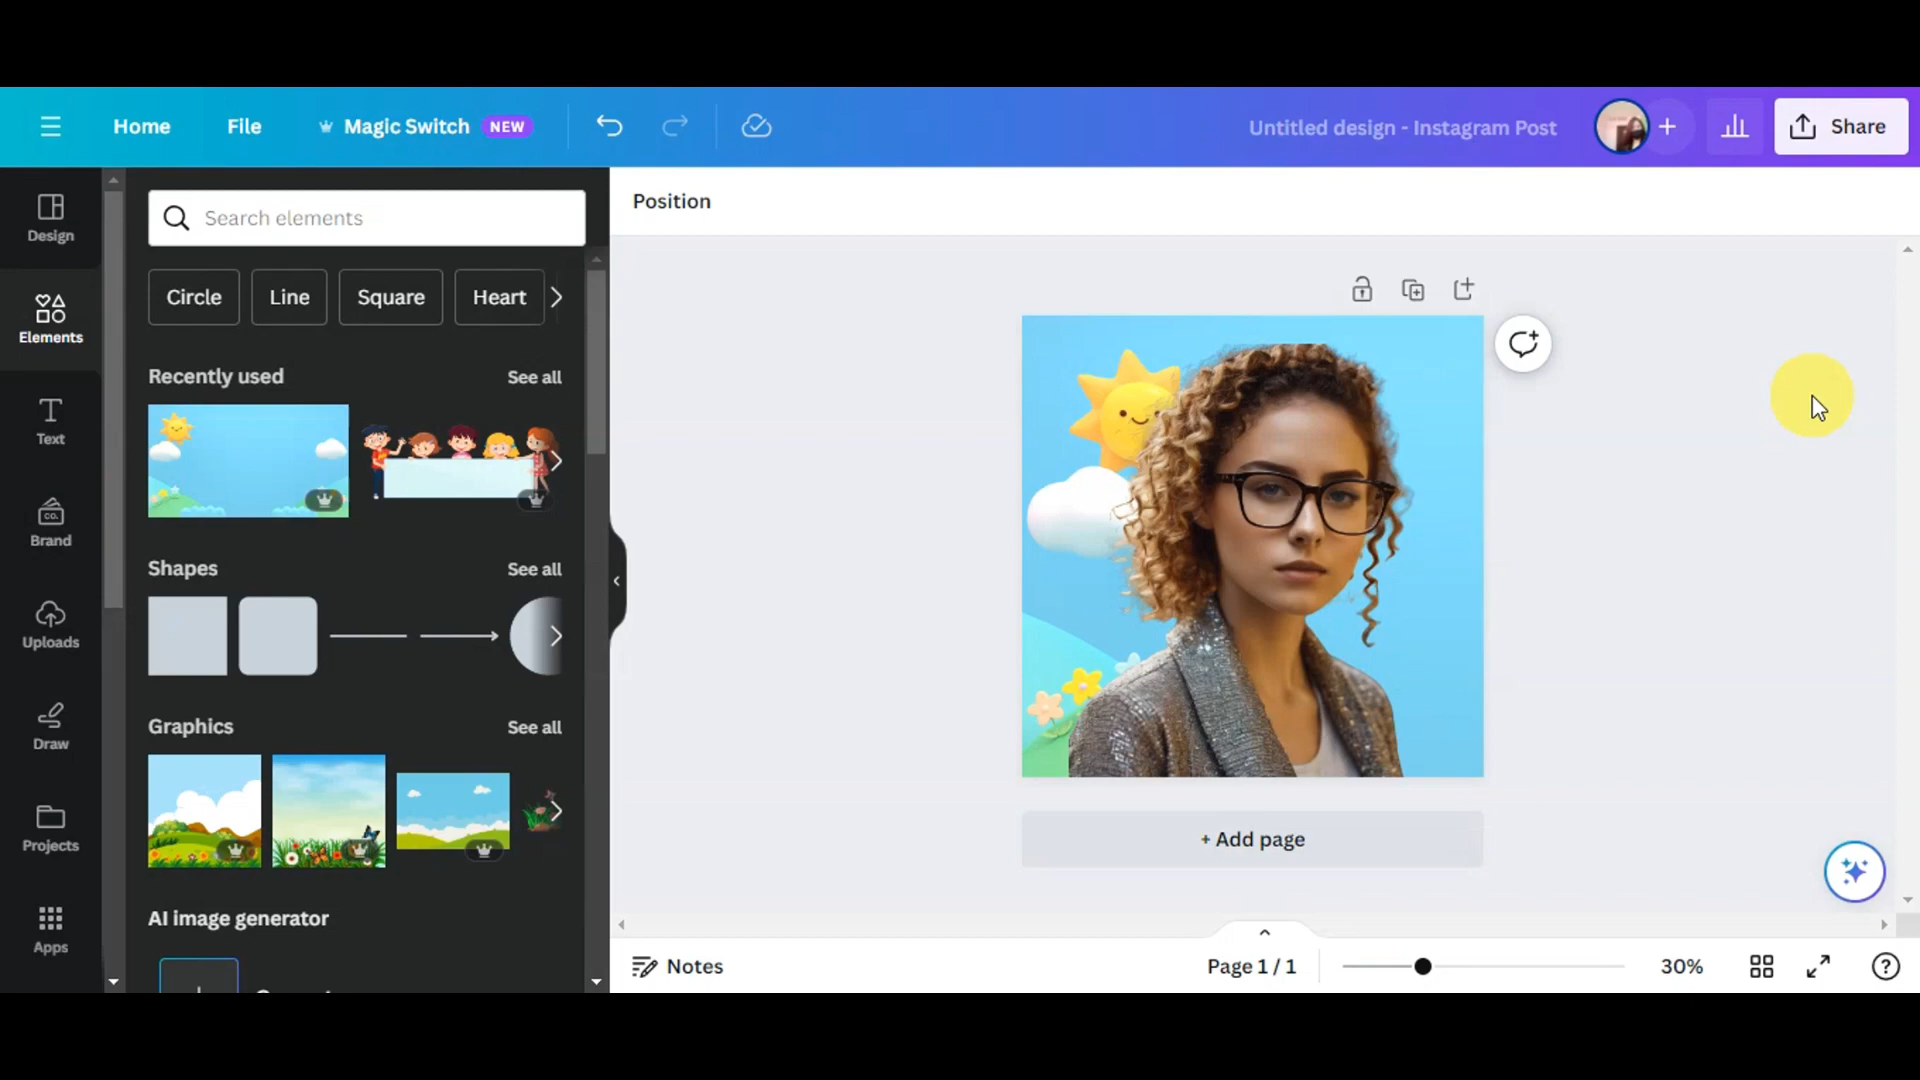 Home File Magic Switch NEW Untitled design - Instagram Post + Share
Design
Elements
Text
CO.
Brand
Uploads
Draw
Projects
Apps
Search elements
Circle Line Square Heart
Recently used See all
Shapes See all
Graphics See all
AI image generator
Position
+ Add page
Notes Page 1 / 1 30% ?